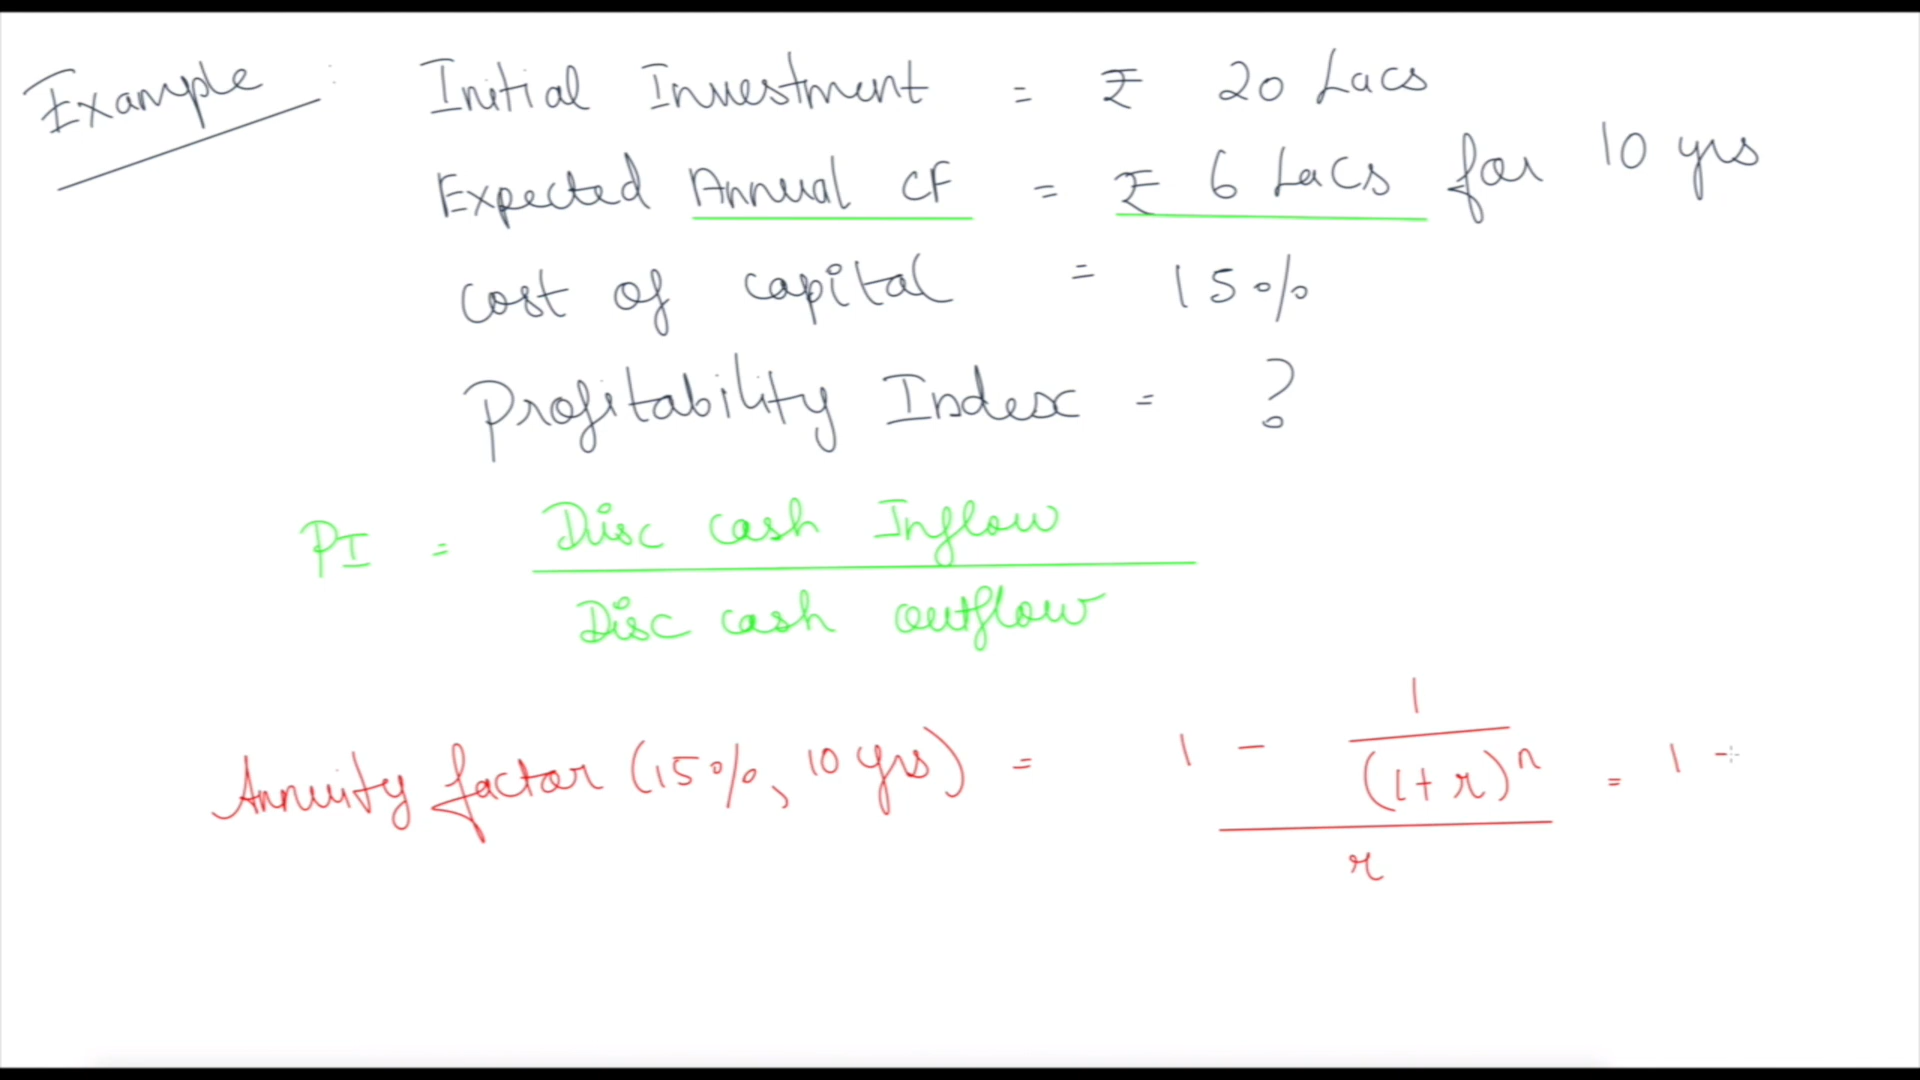 Example : Initial Investment = ₹ 20 Lacs
Expected Annual CF = ₹ 6 Lacs for 10 yrs
Cost of capital = 15%
Profitability Index = ?
PI = Disc cash Inflow
Disc cash outflow
Annuity factor (15%, 10 yrs) = 1 - 1 / (1+r)^n = 1 -
r